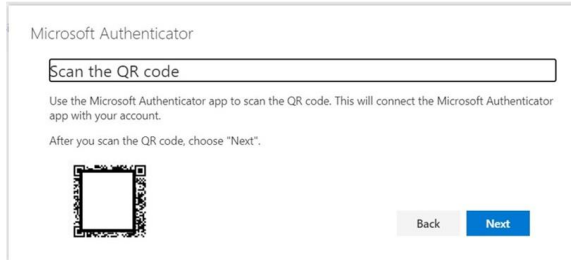 Microsoft Authenticator
Scan the QR code
Use the Microsoft Authenticator app to scan the QR code. This will connect the Microsoft Authenticator
app with your account.
After you scan the QR code, choose "Next".
Back Next